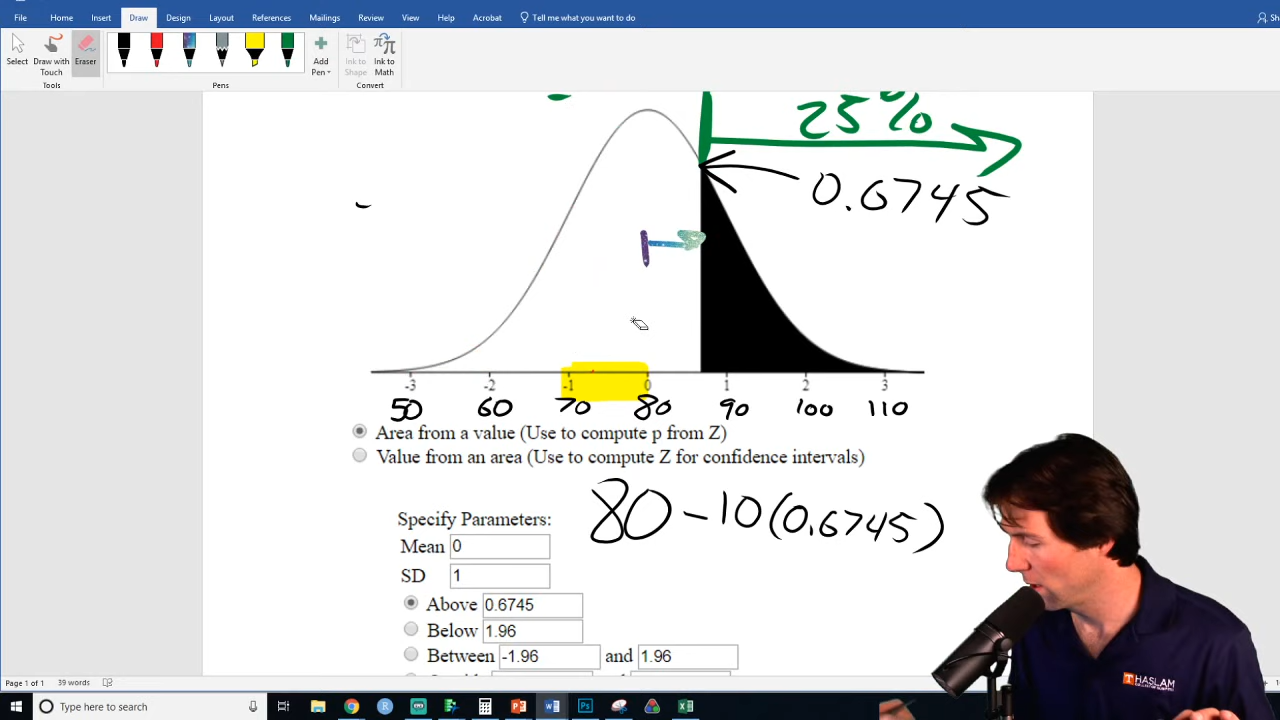 File Home Insert Draw Design Layout References Mailings Review View Help Acrobat Tell me what you want to do
Select Draw with Touch Eraser Add Pen Ink to Shape Ink to Math
Tools Pens Convert
25%
0.6745
-3 -2 -1 0 1 2 3
50 60 70 80 90 100 110
Area from a value (Use to compute p from Z)
Value from an area (Use to compute Z for confidence intervals)
80 - 10(0.6745)
Specify Parameters:
Mean 0
SD 1
Above 0.6745
Below 1.96
Between -1.96 and 1.96
T HASLAM
Page 1 of 1 39 words
Type here to search